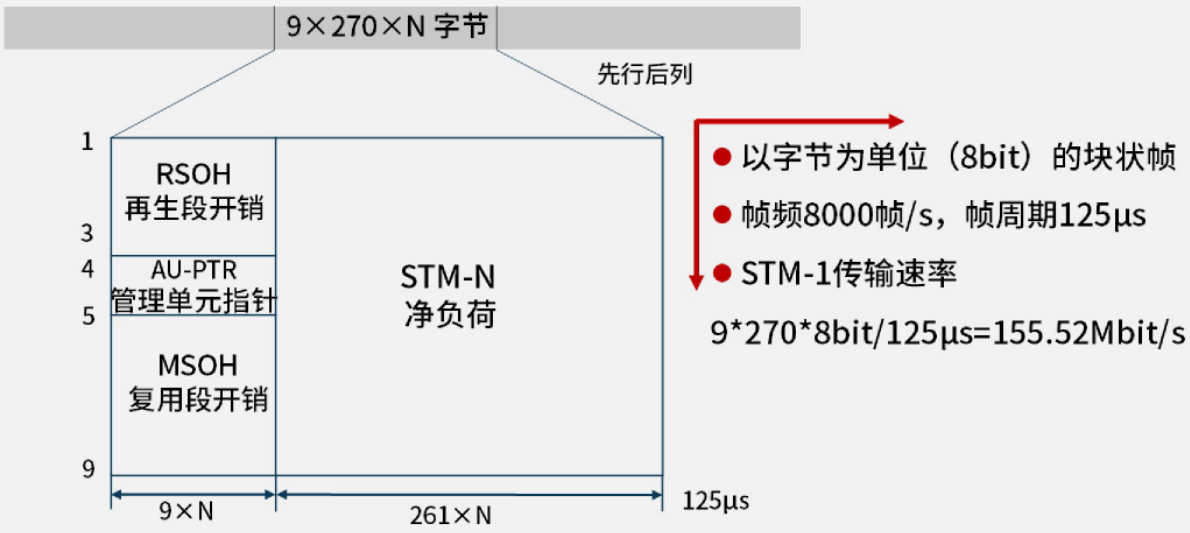 9×270×N 字节
先行后列
1
RSOH
再生段开销
3
4
AU-PTR
管理单元指针
5
MSOH
复用段开销
9
STM-N
净负荷
9×N
261×N
125μs
● 以字节为单位（8bit）的块状帧
● 帧频8000帧/s，帧周期125μs
● STM-1传输速率
9*270*8bit/125μs=155.52Mbit/s